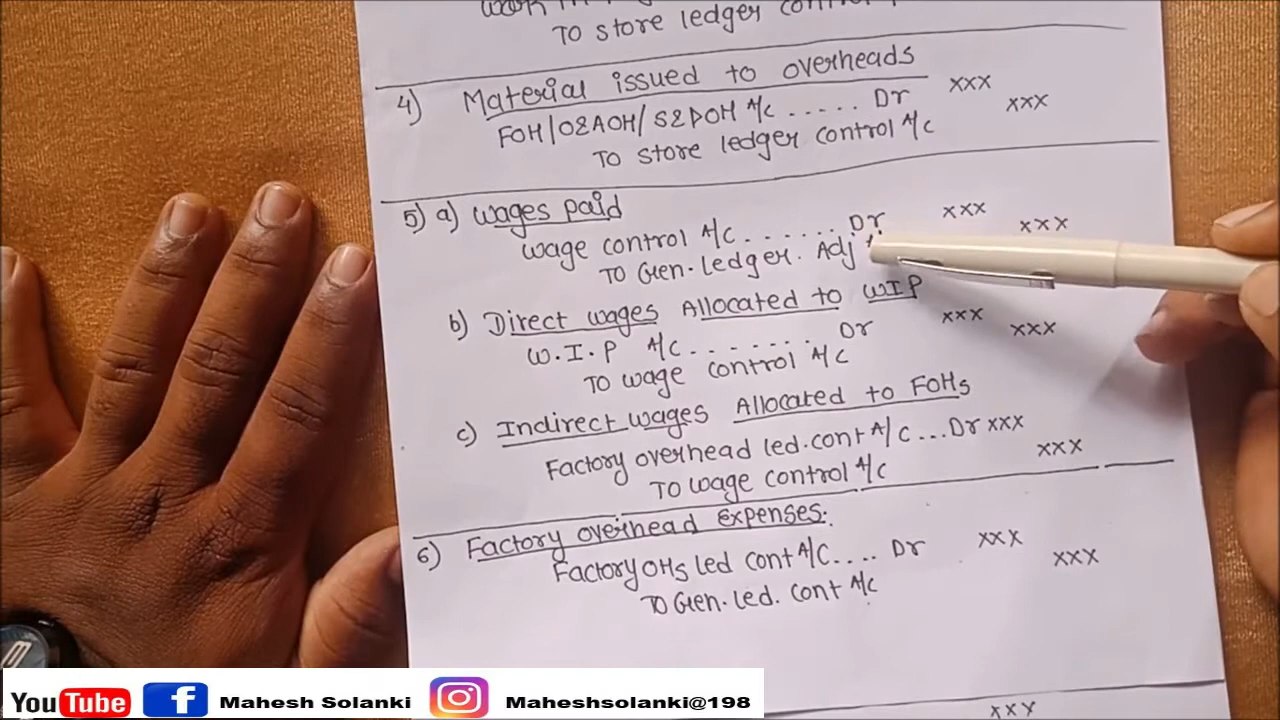 To store ledger
4) Material issued to overheads
FOH/O&AOH/S&DOH A/c ..... Dr xxx
To store ledger control A/c xxx
5) a) wages paid
wage control A/c ....... Dr xxx
To Gen. Ledger. Adj xxx
b) Direct wages Allocated to WIP
W.I.P A/c ....... Dr xxx
To wage control A/c xxx
c) Indirect wages Allocated to FOHs
Factory overhead led. cont A/c ... Dr xxx
To wage control A/c xxx
6) Factory overhead Expenses:
Factory OHs Led Cont A/C .... Dr xxx
To Gen. Led. Cont A/c xxx
xxx
YouTube f Mahesh Solanki Maheshsolanki@198